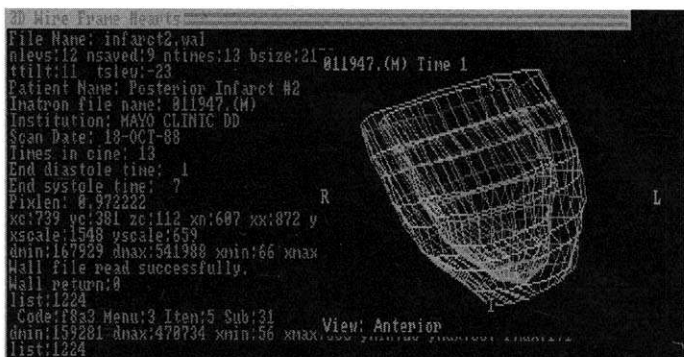 3D Wire Frame Hearts
File Name: infarct2.wal
nlevs:12 nsaved:9 ntimes:13 bsize:21
ttilt:11 tslew:-23
Patient Name: Posterior Infarct #2
Imatron file name: 011947.(M)
Institution: MAYO CLINIC DD
Scan Date: 18-OCT-88
Times in cine: 13
End diastole time: 1
End systole time: 7
Pixlen: 0.972222
xc:739 yc:381 zc:112 xn:607 xx:872 y
xscale:1548 yscale:659
dmin:167929 dmax:541988 xmin:66 xmax
Wall file read successfully.
Wall return:0
list:1224
Code:f8a3 Menu:3 Item:5 Sub:31
dmin:159281 dmax:470734 xmin:56 xmax
list:1224
011947.(M) Time 1
S
R
L
I
View: Anterior